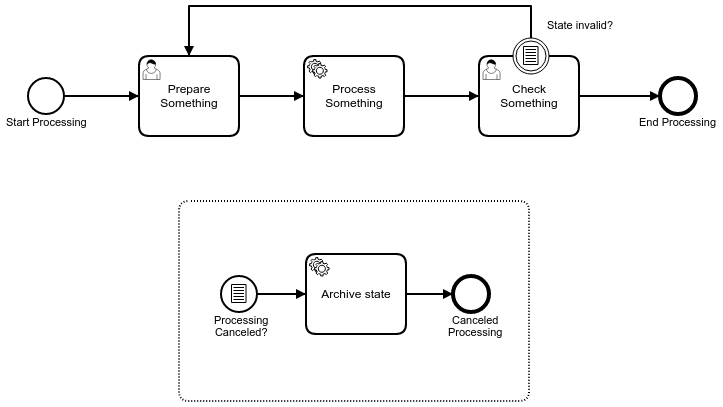 State invalid?
Prepare
Something
Process
Something
Check
Something
Start Processing
End Processing
Archive state
Processing
Canceled?
Canceled
Processing